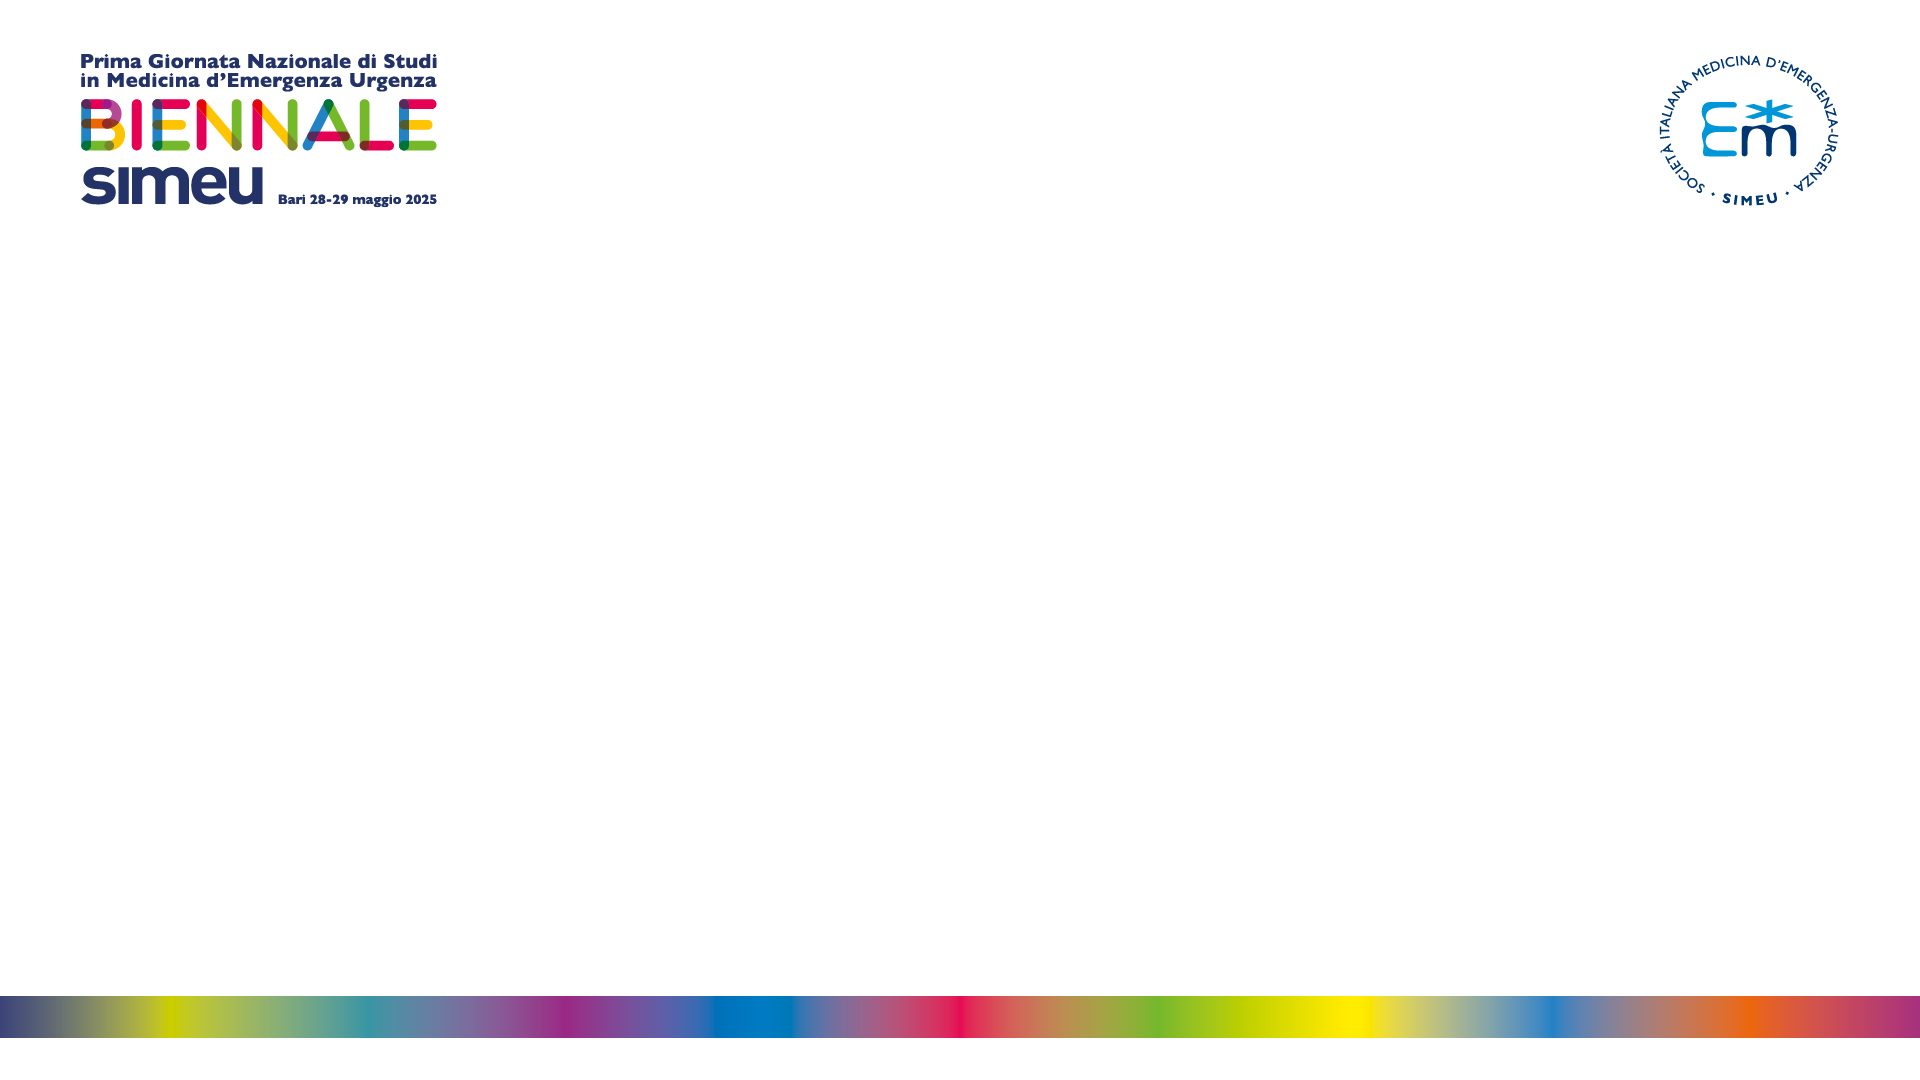 Prima Giornata Nazionale di Studi
in Medicina d’Emergenza Urgenza
BIENNALE
simeu
Bari 28-29 maggio 2025
SOCIETÀ ITALIANA MEDICINA D’EMERGENZA-URGENZA
• SIMEU •
Em